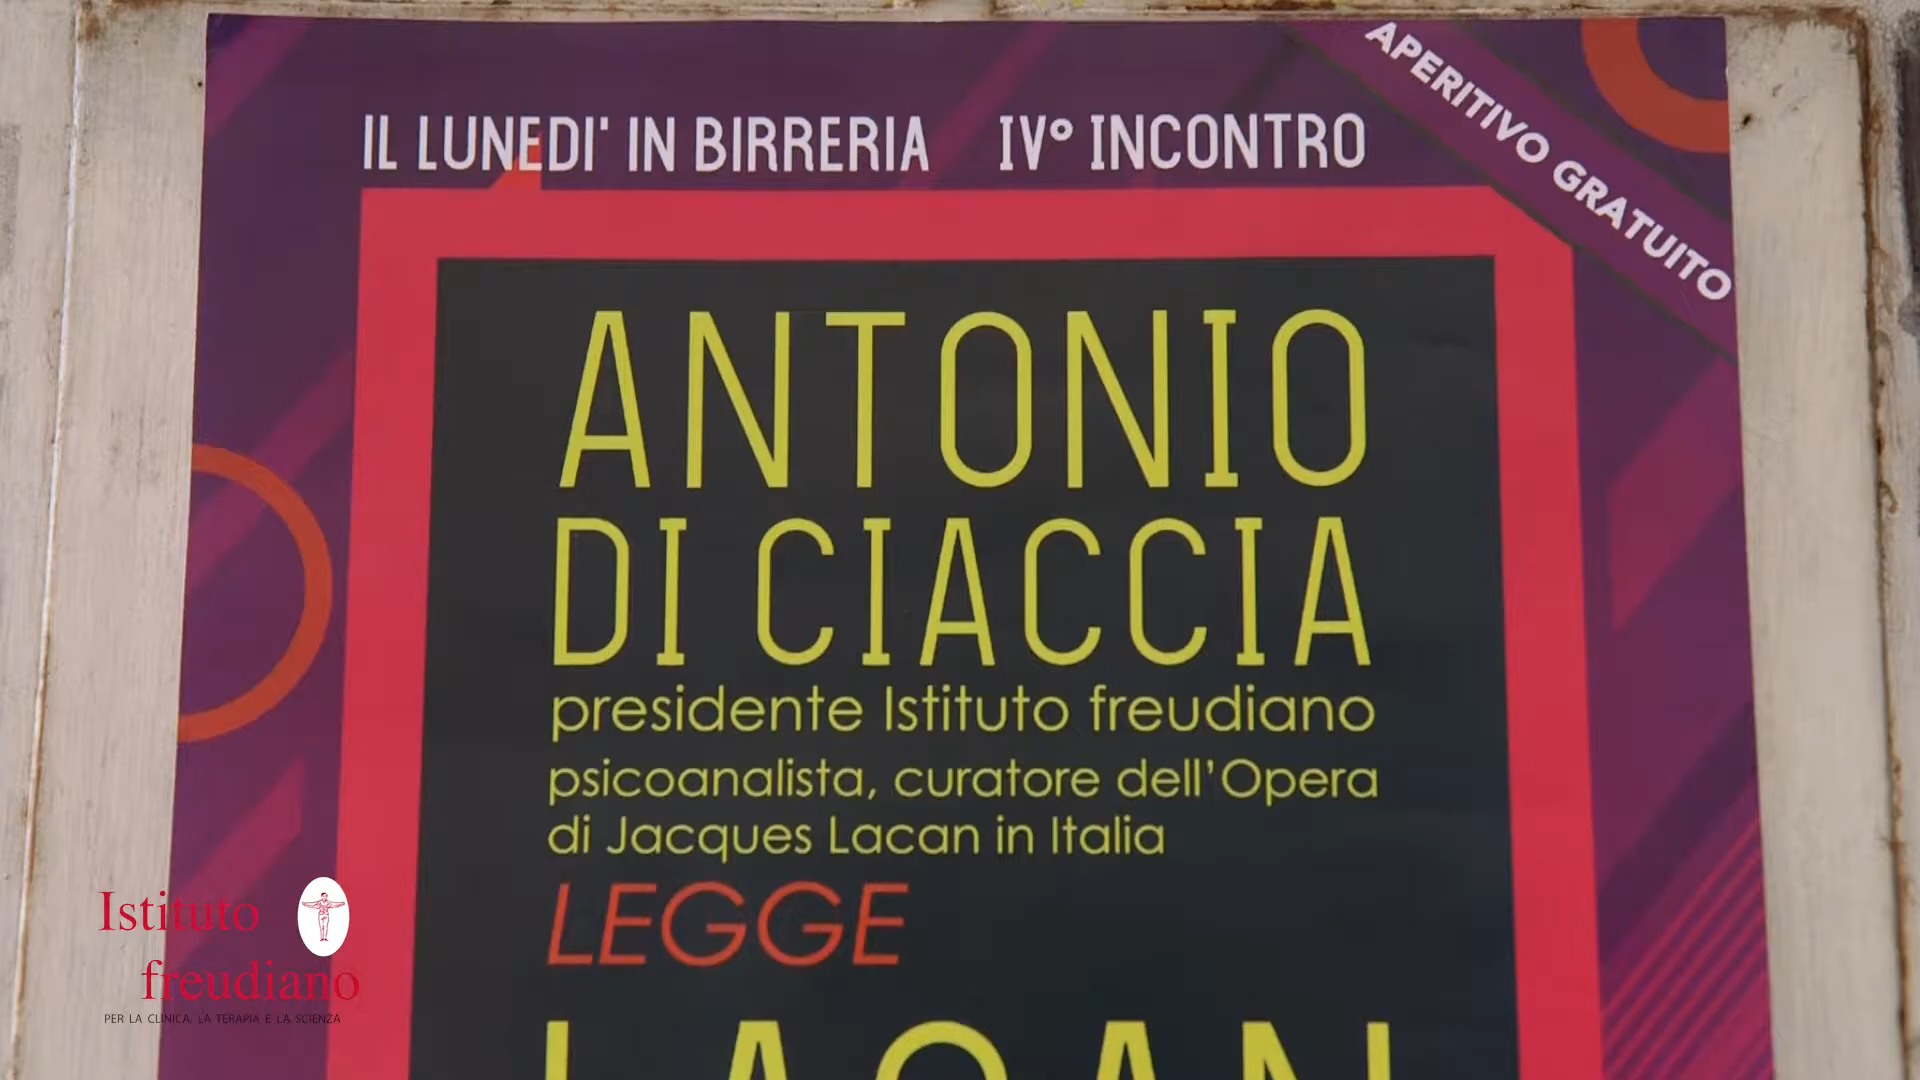 IL LUNEDI' IN BIRRERIA IV° INCONTRO
APERITIVO GRATUITO
ANTONIO
DI CIACCIA
presidente Istituto freudiano
psicoanalista, curatore dell'Opera
di Jacques Lacan in Italia
LEGGE
LACAN
Istituto
freudiano
PER LA CLINICA, LA TERAPIA E LA SCIENZA